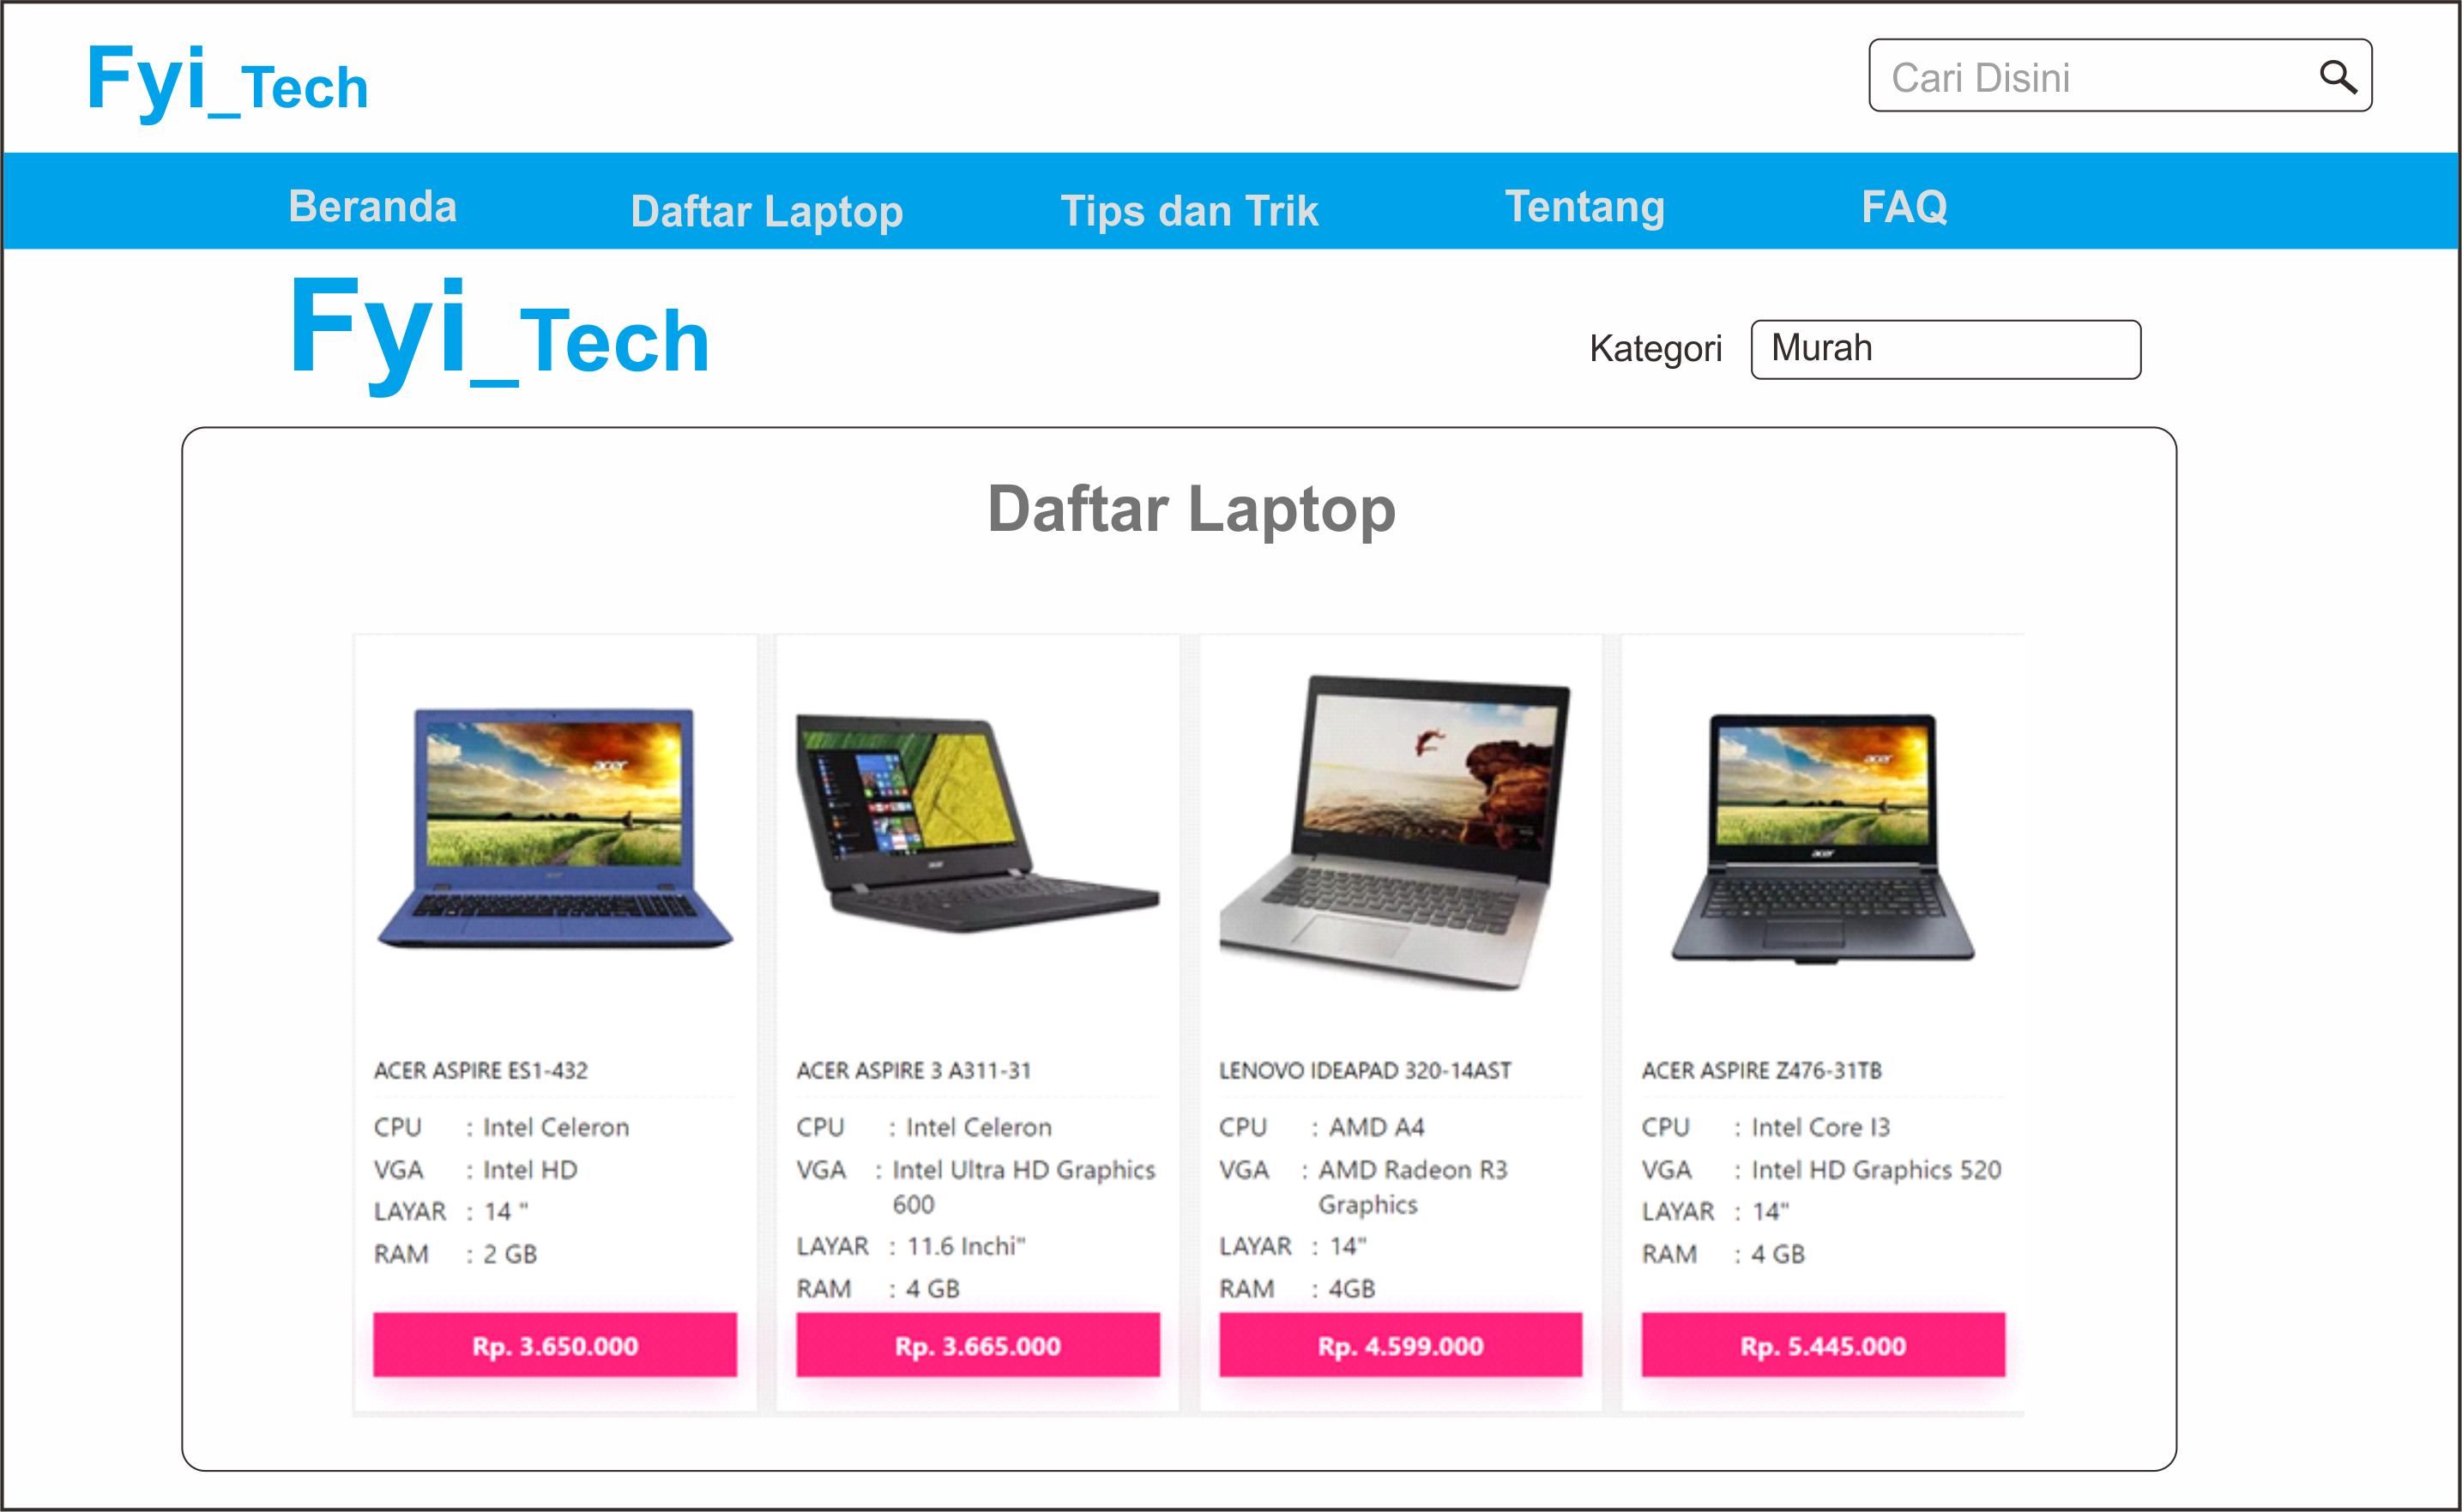 Fyi_Tech
Cari Disini
Beranda
Daftar Laptop
Tips dan Trik
Tentang
FAQ
Fyi_Tech
Kategori
Murah
Daftar Laptop
acer
acer
ACER ASPIRE ES1-432
CPU : Intel Celeron
VGA : Intel HD
LAYAR : 14 "
RAM : 2 GB
Rp. 3.650.000
acer
ACER ASPIRE 3 A311-31
CPU : Intel Celeron
VGA : Intel Ultra HD Graphics
600
LAYAR : 11.6 Inchi"
RAM : 4 GB
Rp. 3.665.000
LENOVO IDEAPAD 320-14AST
CPU : AMD A4
VGA : AMD Radeon R3
Graphics
LAYAR : 14"
RAM : 4GB
Rp. 4.599.000
acer
acer
ACER ASPIRE Z476-31TB
CPU : Intel Core I3
VGA : Intel HD Graphics 520
LAYAR : 14"
RAM : 4 GB
Rp. 5.445.000